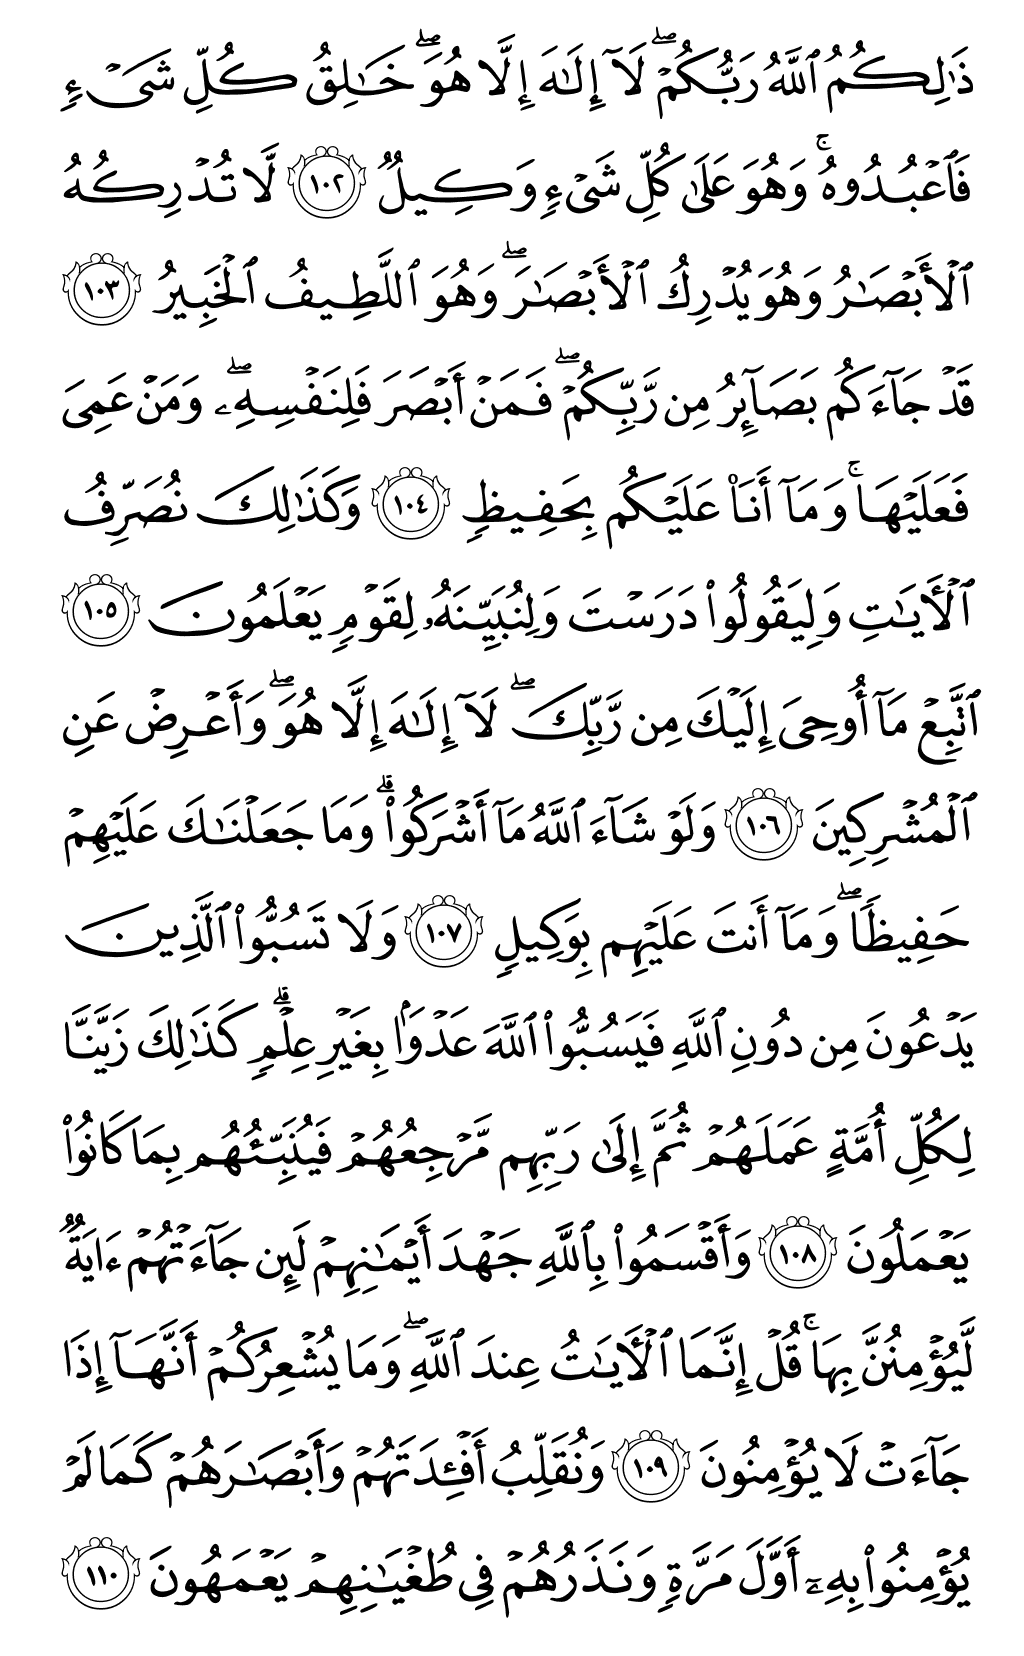 ذَٰلِكُمُ ٱللَّهُ رَبُّكُمۡۖ لَآ إِلَٰهَ إِلَّا هُوَۖ خَٰلِقُ كُلِّ شَيۡءٖ
فَٱعۡبُدُوهُۚ وَهُوَ عَلَىٰ كُلِّ شَيۡءٖ وَكِيلٞ ١٠٢ لَّا تُدۡرِكُهُ
ٱلۡأَبۡصَٰرُ وَهُوَ يُدۡرِكُ ٱلۡأَبۡصَٰرَۖ وَهُوَ ٱللَّطِيفُ ٱلۡخَبِيرُ ١٠٣
قَدۡ جَآءَكُم بَصَآئِرُ مِن رَّبِّكُمۡۖ فَمَنۡ أَبۡصَرَ فَلِنَفۡسِهِۦۖ وَمَنۡ عَمِيَ
فَعَلَيۡهَاۚ وَمَآ أَنَا۠ عَلَيۡكُم بِحَفِيظٖ ١٠٤ وَكَذَٰلِكَ نُصَرِّفُ
ٱلۡأٓيَٰتِ وَلِيَقُولُواْ دَرَسۡتَ وَلِنُبَيِّنَهُۥ لِقَوۡمٖ يَعۡلَمُونَ ١٠٥
ٱتَّبِعۡ مَآ أُوحِيَ إِلَيۡكَ مِن رَّبِّكَۖ لَآ إِلَٰهَ إِلَّا هُوَۖ وَأَعۡرِضۡ عَنِ
ٱلۡمُشۡرِكِينَ ١٠٦ وَلَوۡ شَآءَ ٱللَّهُ مَآ أَشۡرَكُواْۗ وَمَا جَعَلۡنَٰكَ عَلَيۡهِمۡ
حَفِيظٗاۖ وَمَآ أَنتَ عَلَيۡهِم بِوَكِيلٖ ١٠٧ وَلَا تَسُبُّواْ ٱلَّذِينَ
يَدۡعُونَ مِن دُونِ ٱللَّهِ فَيَسُبُّواْ ٱللَّهَ عَدۡوَۢا بِغَيۡرِ عِلۡمٖۗ كَذَٰلِكَ زَيَّنَّا
لِكُلِّ أُمَّةٍ عَمَلَهُمۡ ثُمَّ إِلَىٰ رَبِّهِم مَّرۡجِعُهُمۡ فَيُنَبِّئُهُم بِمَا كَانُواْ
يَعۡمَلُونَ ١٠٨ وَأَقۡسَمُواْ بِٱللَّهِ جَهۡدَ أَيۡمَٰنِهِمۡ لَئِن جَآءَتۡهُمۡ ءَايَةٞ
لَّيُؤۡمِنُنَّ بِهَاۚ قُلۡ إِنَّمَا ٱلۡأٓيَٰتُ عِندَ ٱللَّهِۖ وَمَا يُشۡعِرُكُمۡ أَنَّهَآ إِذَا
جَآءَتۡ لَا يُؤۡمِنُونَ ١٠٩ وَنُقَلِّبُ أَفۡـِٔدَتَهُمۡ وَأَبۡصَٰرَهُمۡ كَمَا لَمۡ
يُؤۡمِنُواْ بِهِۦٓ أَوَّلَ مَرَّةٖ وَنَذَرُهُمۡ فِي طُغۡيَٰنِهِمۡ يَعۡمَهُونَ ١١٠